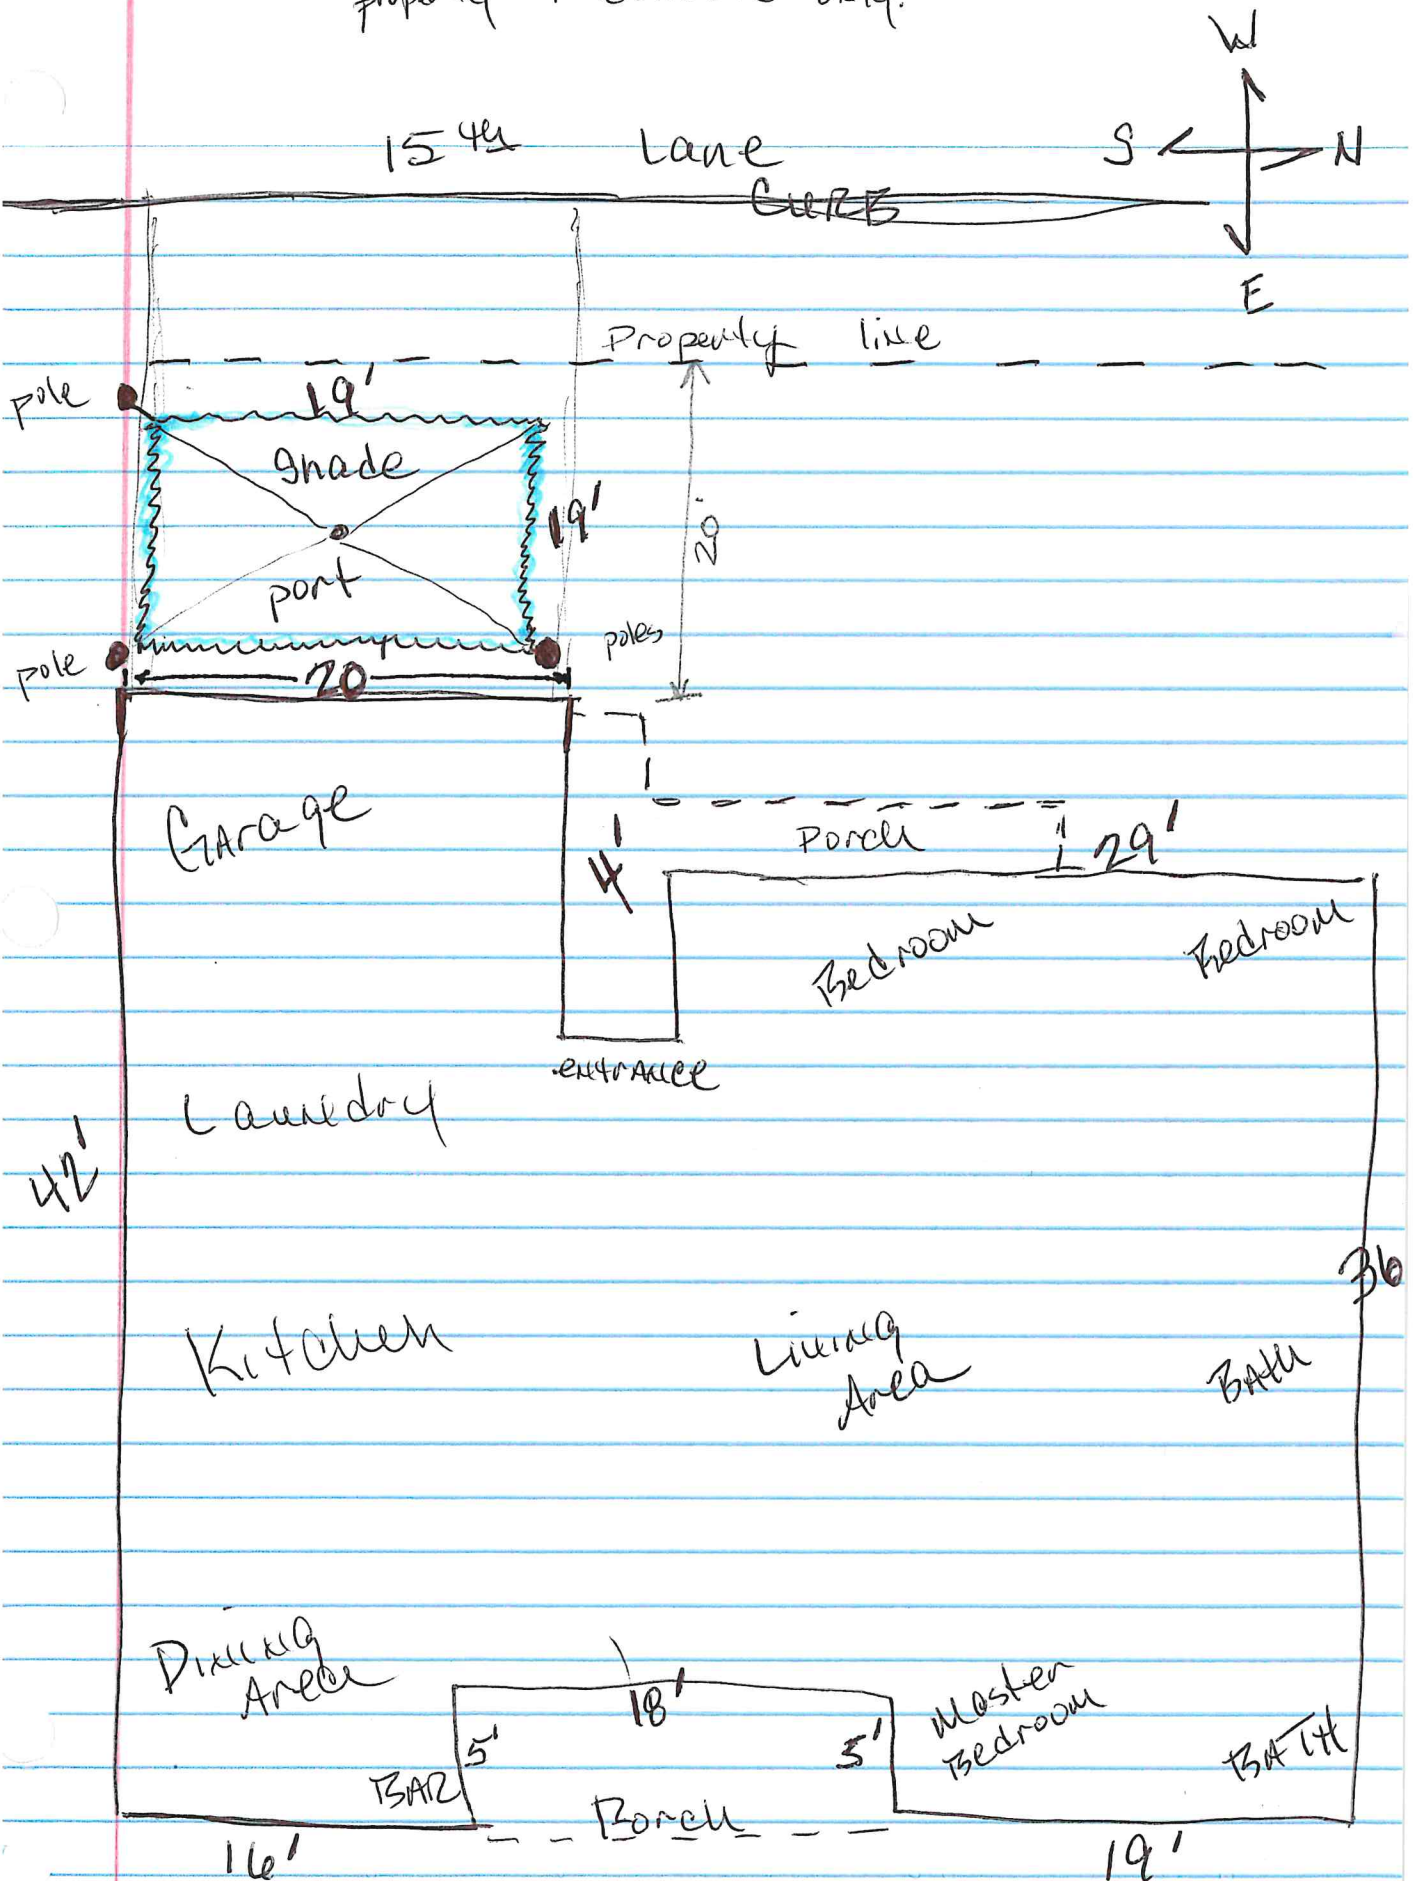 property
W
15th Lane
S N
CURB
E
Property line
pole
19'
Shade
19'
20'
port
pole
poles
20
Garage
4'
Porch
29'
Bedroom
Bedroom
entrance
Laundry
42'
36
Kitchen
Living
Area
Bath
Dining
Area
18'
Master
Bedroom
5'
5'
BATH
BAR
Porch
16'
19'